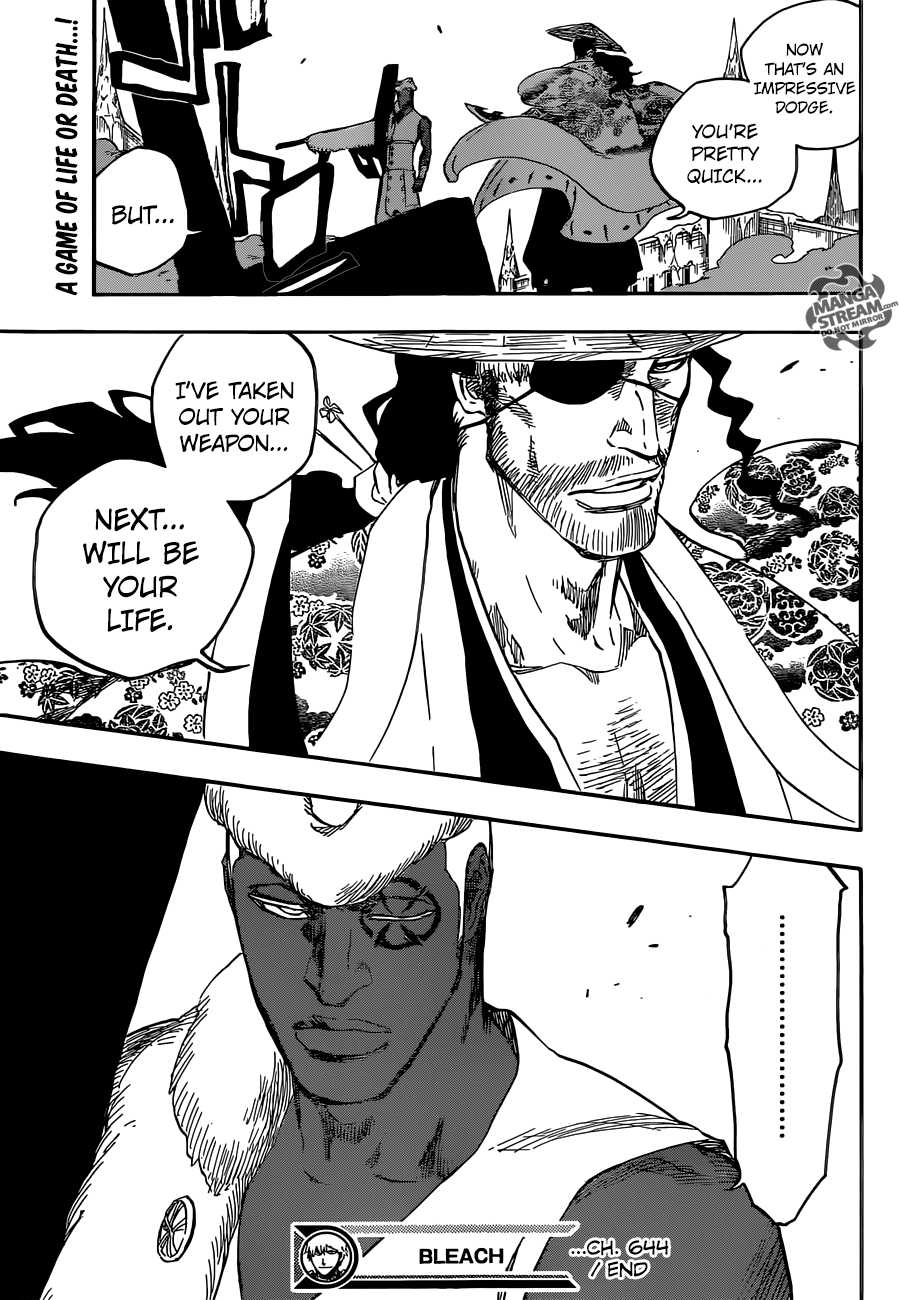 A GAME OF LIFE OR DEATH...!
NOW
THAT'S AN
IMPRESSIVE
DODGE.
YOU'RE
PRETTY
QUICK...
BUT...
MANGA
STREAM.com
DO NOT MIRROR
I'VE TAKEN
OUT YOUR
WEAPON...
NEXT...
WILL BE
YOUR
LIFE.
..............
BLEACH
...CH. 644
/ END